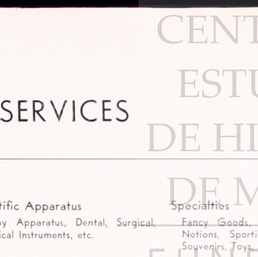 CENT
ESTU
SERVICES
DE HI
tific Apparatus
ay Apparatus, Dental, Surgical,
ical Instruments, etc.
DE M
Specialties
Fancy Goods,
Notions, Sporti
Souvenirs, Toys,